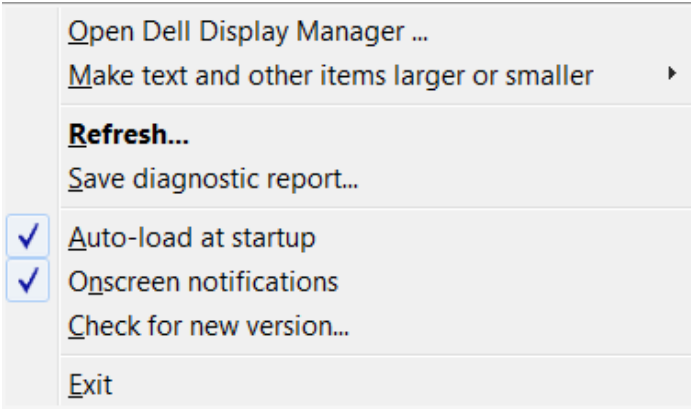 Open Dell Display Manager ...
Make text and other items larger or smaller
Refresh...
Save diagnostic report...
Auto-load at startup
Onscreen notifications
Check for new version...
Exit